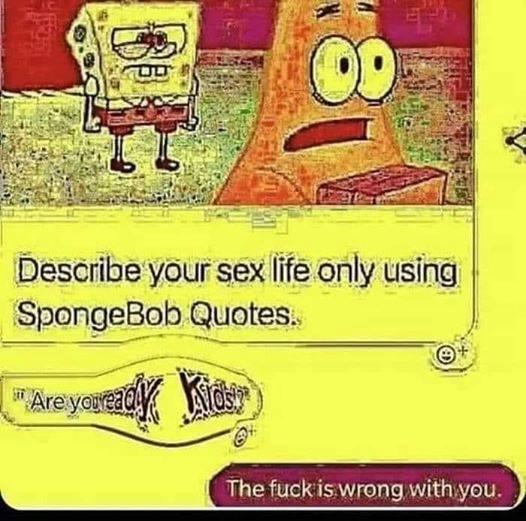 Describe your sex life only using
SpongeBob Quotes.
"Are you ready Kids?"
The fuck is wrong with you.